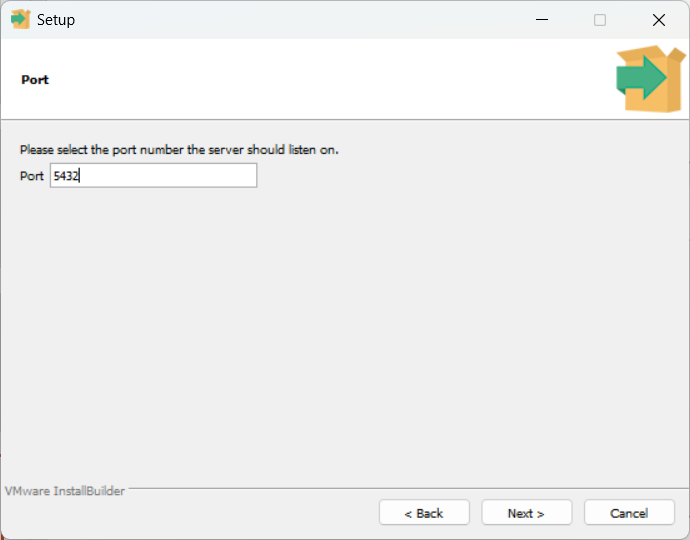 Setup
Port
Please select the port number the server should listen on.
Port 5432
VMware InstallBuilder
< Back Next > Cancel